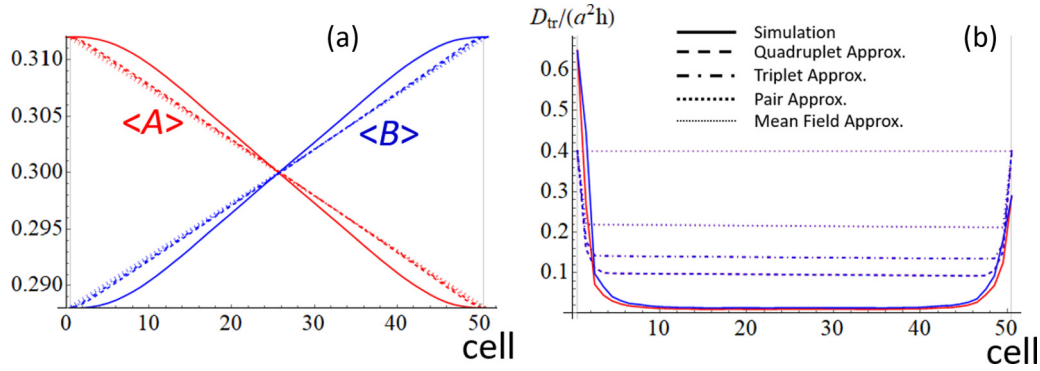 (a)
0.310
0.305
0.300
0.295
0.290
<A>
<B>
0 10 20 30 40 50
cell
D_tr/(a²h)
(b)
Simulation
Quadruplet Approx.
Triplet Approx.
Pair Approx.
Mean Field Approx.
0.6
0.5
0.4
0.3
0.2
0.1
10 20 30 40 50
cell